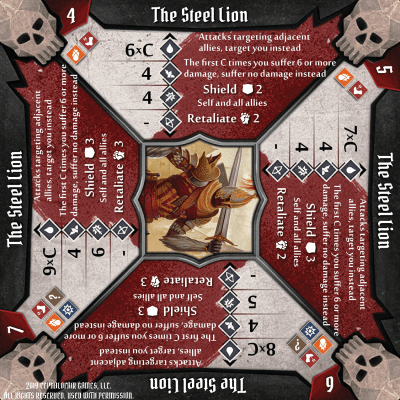 4
The Steel Lion
6xC
4
4
-
Attacks targeting adjacent
allies, target you instead
The first C times you suffer 6 or more
damage, suffer no damage instead
Shield 2
Self and all allies
Retaliate 2
5
The Steel Lion
7xC
4
4
-
Attacks targeting adjacent
allies, target you instead
The first C times you suffer 6 or more
damage, suffer no damage instead
Shield 3
Self and all allies
Retaliate 2
6
The Steel Lion
8xC
4
5
-
Attacks targeting adjacent
allies, target you instead
The first C times you suffer 6 or more
damage, suffer no damage instead
Shield 3
Self and all allies
Retaliate 3
7
The Steel Lion
9xC
4
6
-
Attacks targeting adjacent
allies, target you instead
The first C times you suffer 6 or more
damage, suffer no damage instead
Shield 3
Self and all allies
Retaliate 3
2019 CEPHALOFAIR GAMES, LLC.
ALL RIGHTS RESERVED. USED WITH PERMISSION.